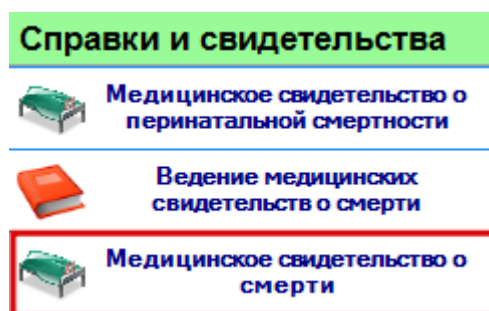 Справки и свидетельства
Медицинское свидетельство о
перинатальной смертности
Ведение медицинских
свидетельств о смерти
Медицинское свидетельство о
смерти